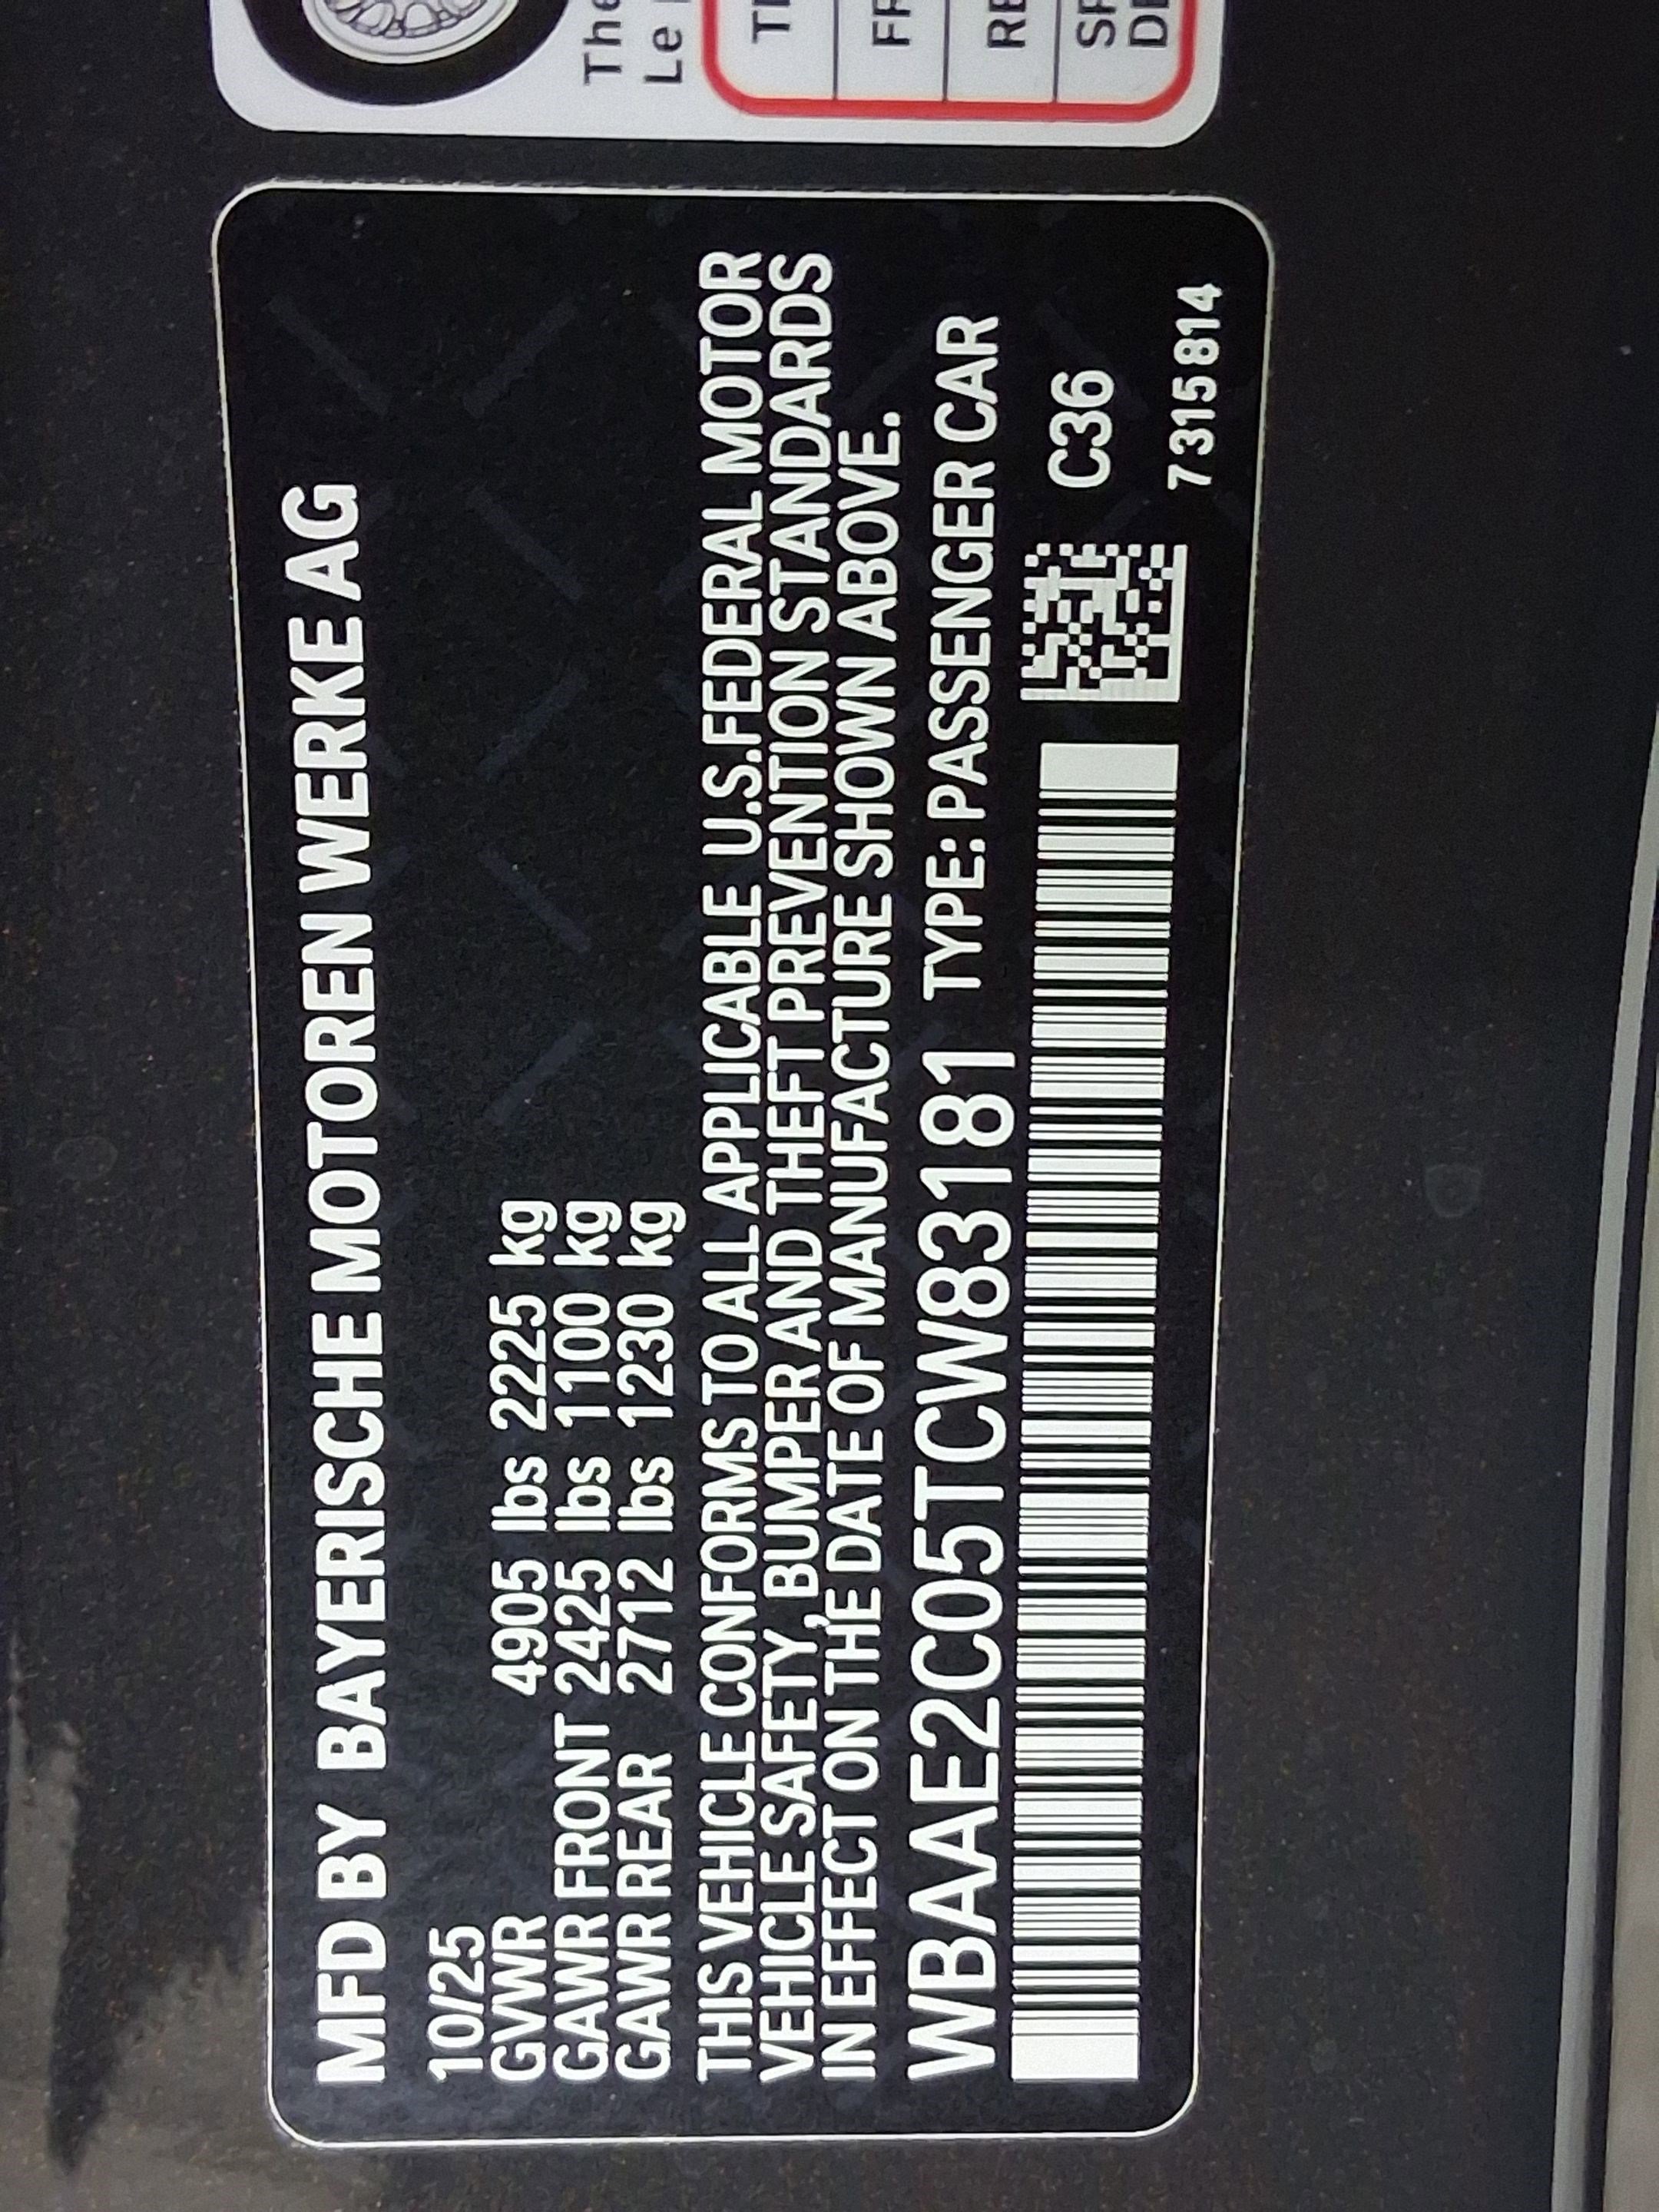 MFD BY BAYERISCHE MOTOREN WERKE AG
10/25
GVWR 4905 lbs 2225 kg
GAWR FRONT 2425 lbs 1100 kg
GAWR REAR 2712 lbs 1230 kg
THIS VEHICLE CONFORMS TO ALL APPLICABLE U.S.FEDERAL MOTOR
VEHICLE SAFETY, BUMPER AND THEFT PREVENTION STANDARDS
IN EFFECT ON THE DATE OF MANUFACTURE SHOWN ABOVE.
WBAAE2C05TCW83181 TYPE: PASSENGER CAR
C36
7315814
The
Le